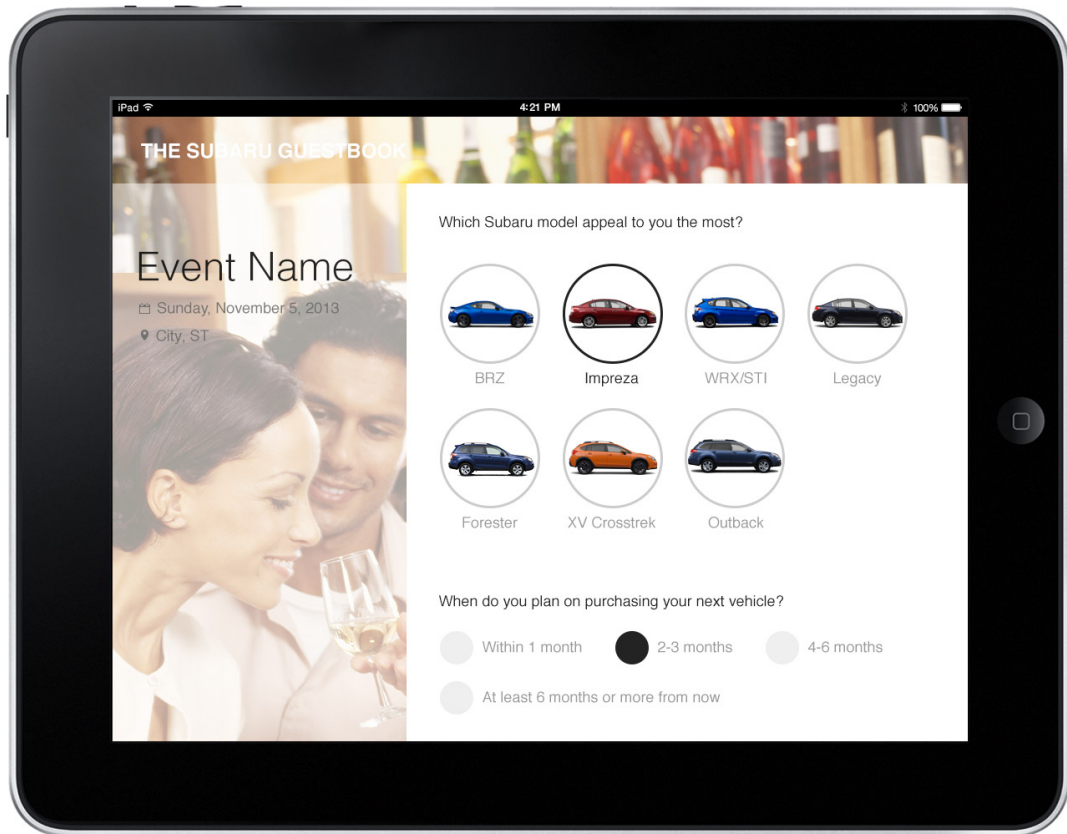 iPad 4:21 PM 100%
THE SUBARU GUESTBOOK
Event Name
Sunday, November 5, 2013
City, ST
Which Subaru model appeal to you the most?
BRZ Impreza WRX/STI Legacy
Forester XV Crosstrek Outback
When do you plan on purchasing your next vehicle?
Within 1 month 2-3 months 4-6 months
At least 6 months or more from now